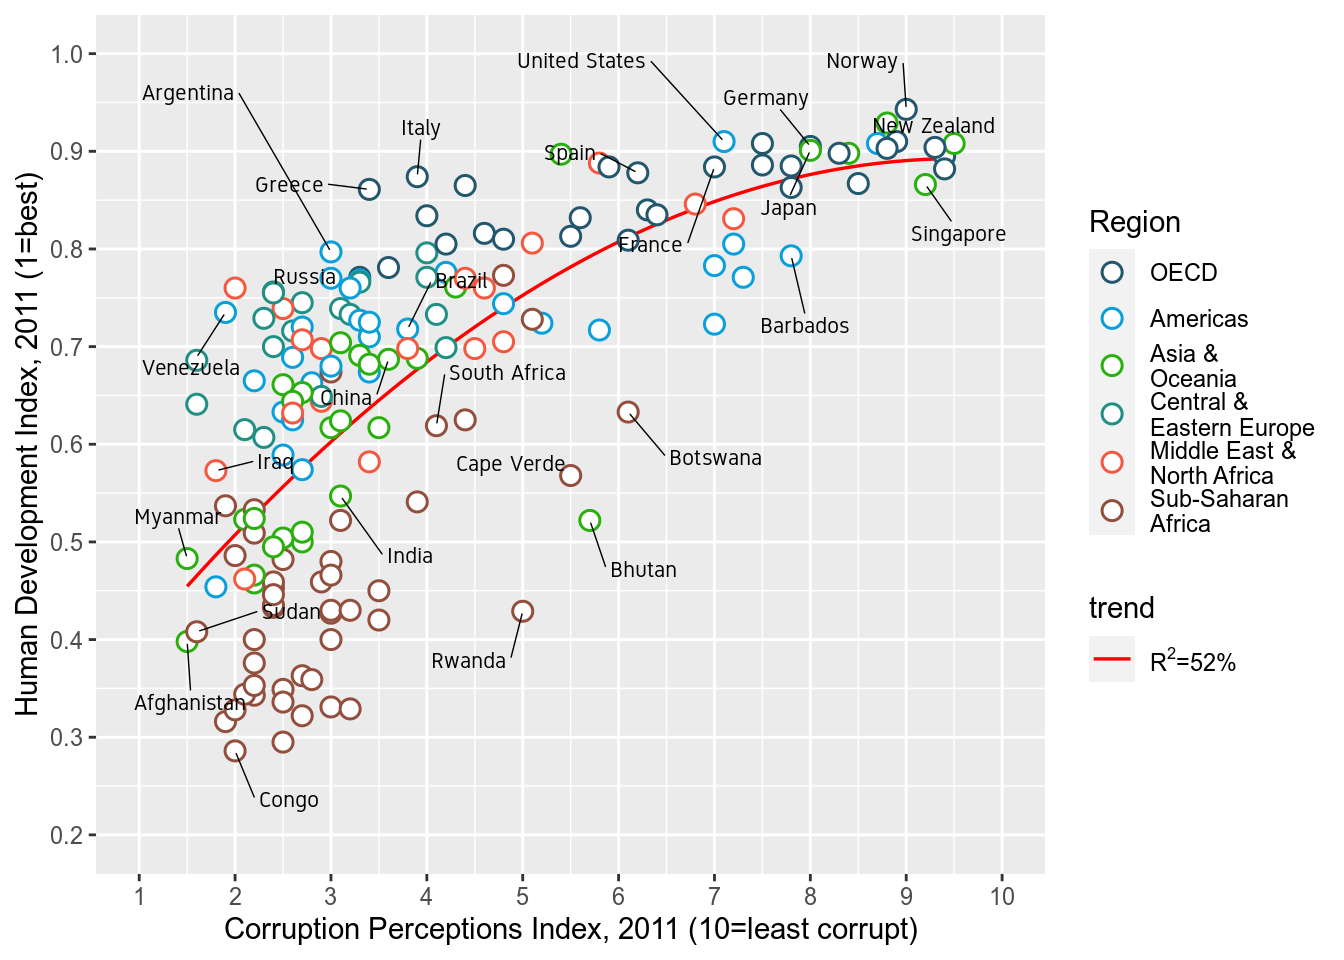 1.0
0.9
0.8
0.7
0.6
0.5
0.4
0.3
0.2
Human Development Index, 2011 (1=best)
United States
Norway
Argentina
Germany
Italy
New Zealand
Spain
Greece
Japan
Singapore
France
Russia
Brazil
Barbados
Venezuela
South Africa
China
Iraq
Cape Verde
Botswana
Myanmar
India
Bhutan
Sudan
Rwanda
Afghanistan
Congo
1 2 3 4 5 6 7 8 9 10
Corruption Perceptions Index, 2011 (10=least corrupt)
Region
OECD
Americas
Asia &
Oceania
Central &
Eastern Europe
Middle East &
North Africa
Sub-Saharan
Africa
trend
R²=52%